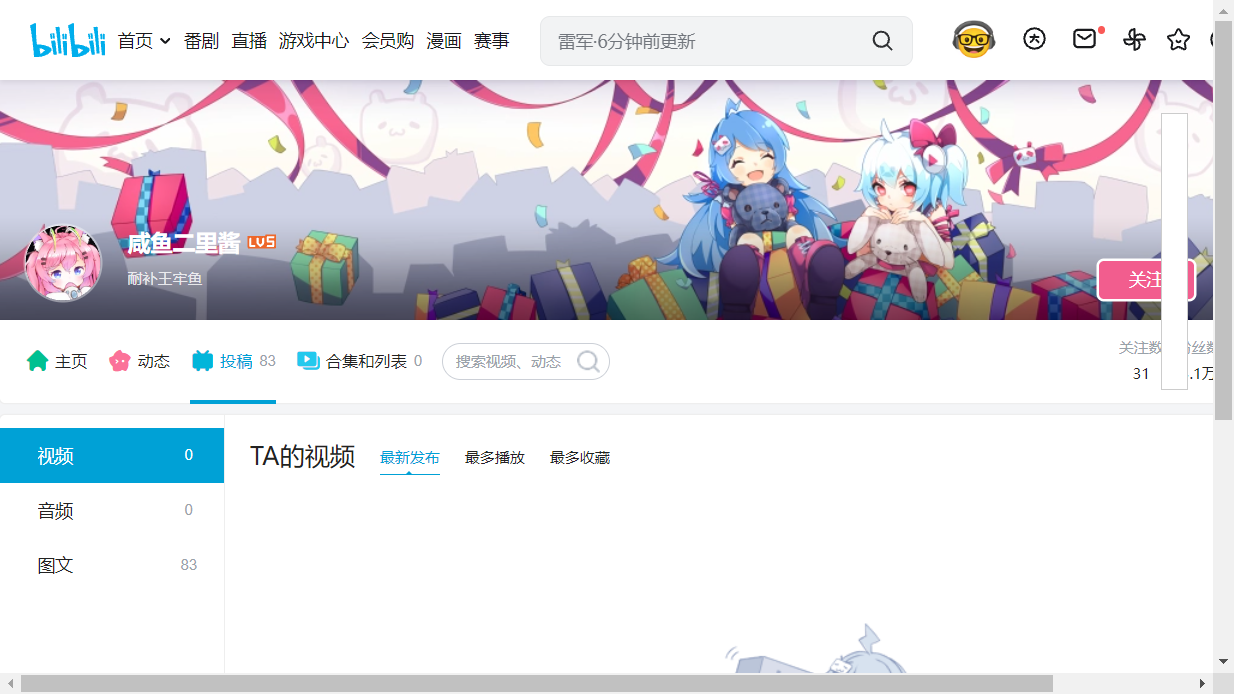 bilibili 首页 番剧 直播 游戏中心 会员购 漫画 赛事 雷军·6分钟前更新 大
咸鱼二里酱 LV5
耐补王牢鱼
关注
主页 动态 投稿 83 合集和列表 0 搜索视频、动态
关注数 粉丝数
31 .1万
视频 0
TA的视频 最新发布 最多播放 最多收藏
音频 0
图文 83